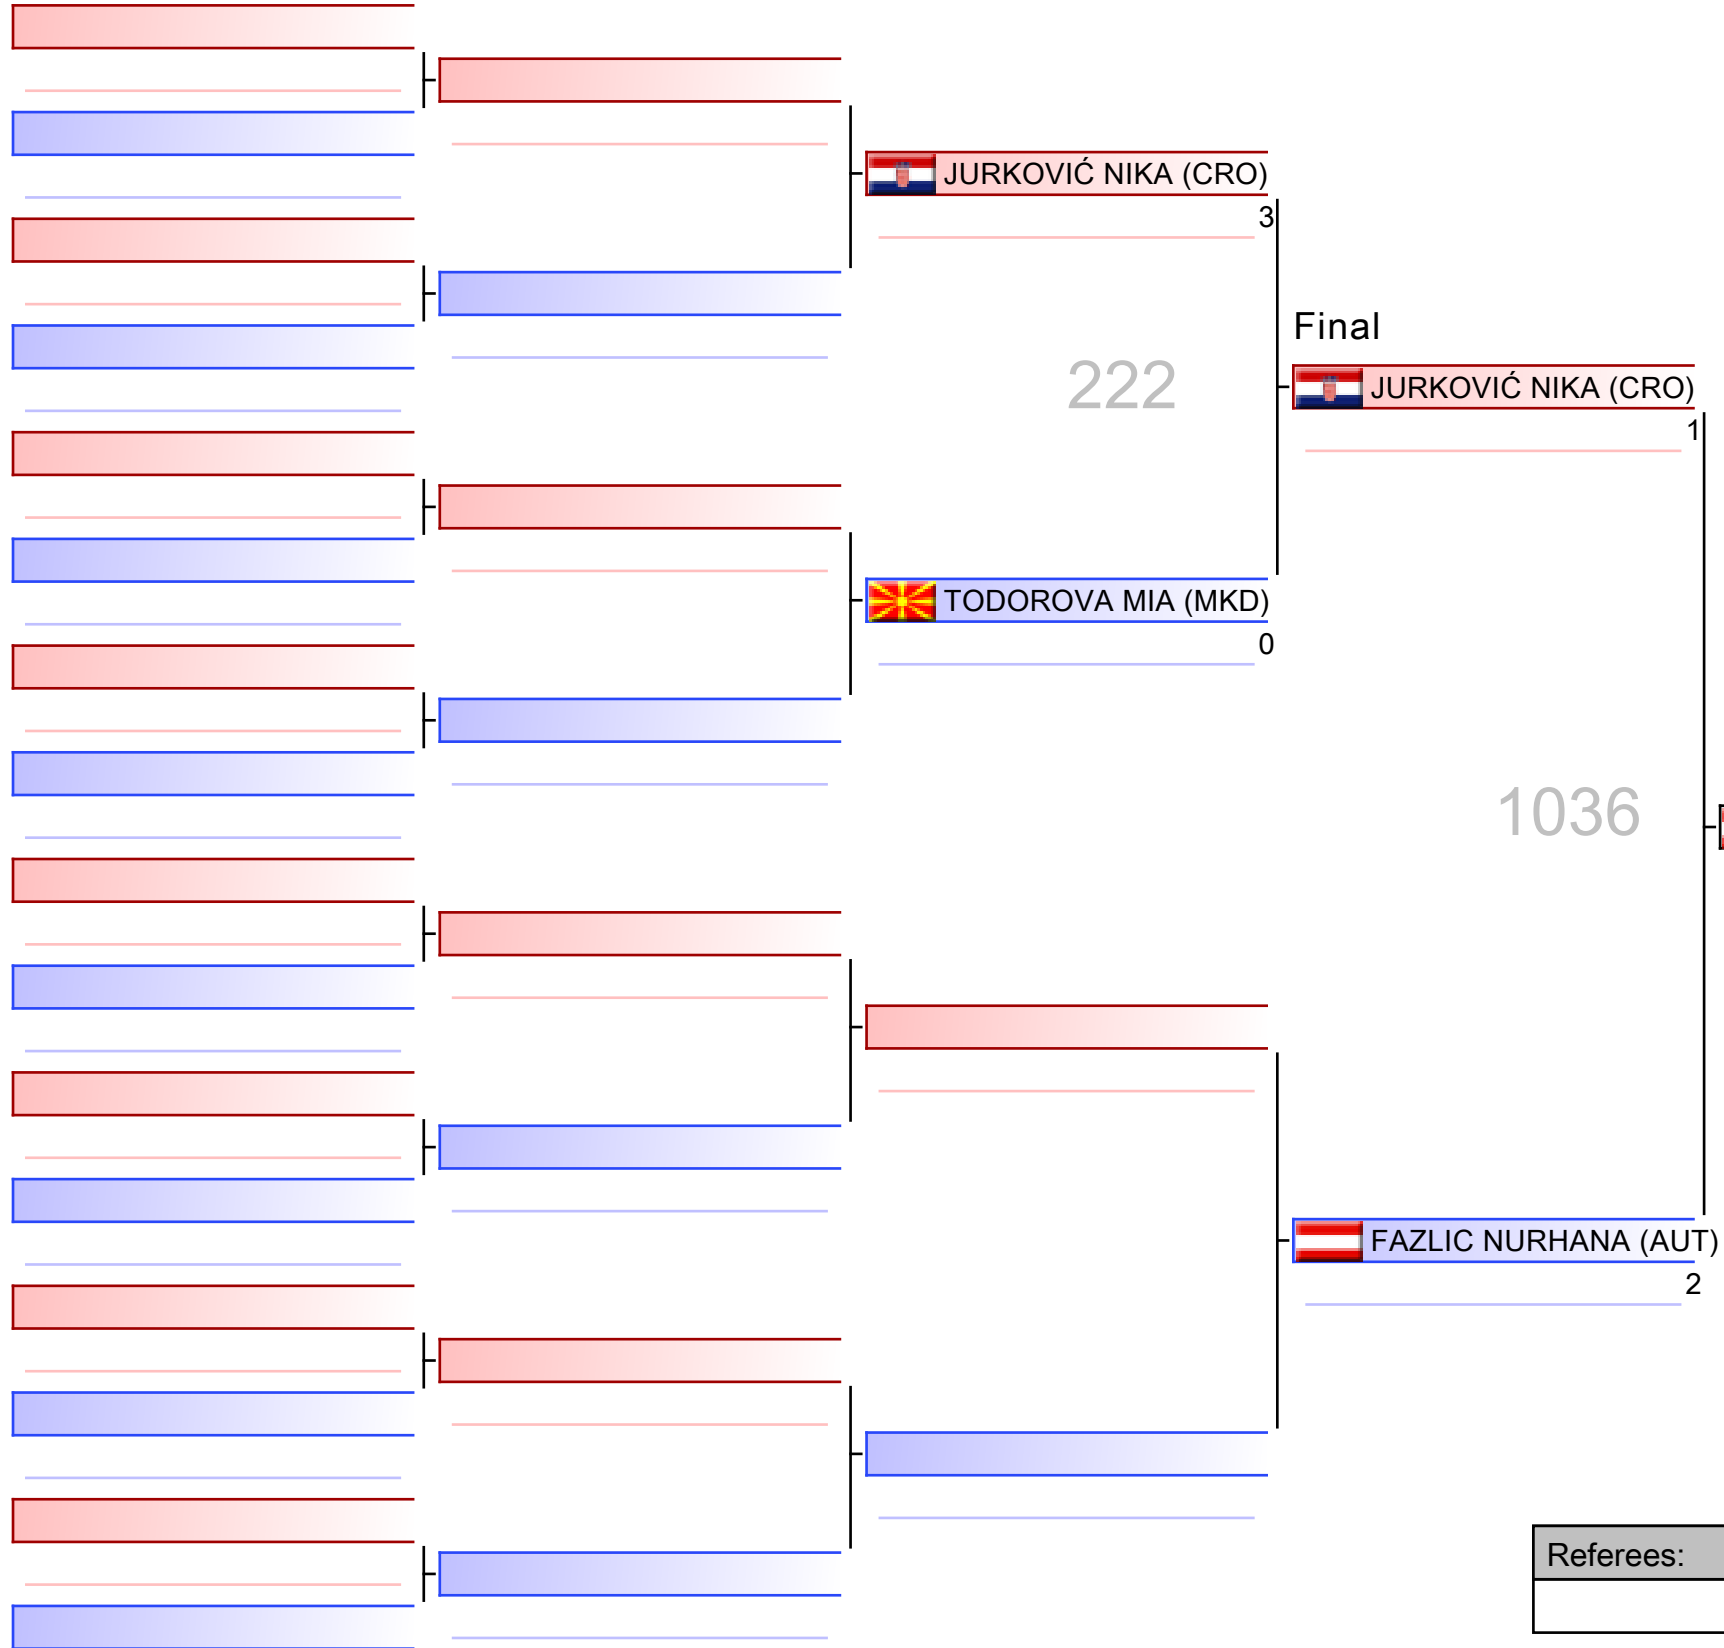 JURKOVIĆ NIKA (CRO)
3
Final
222
JURKOVIĆ NIKA (CRO)
1
TODOROVA MIA (MKD)
0
1036
FAZLIC NURHANA (AUT)
2
Referees: